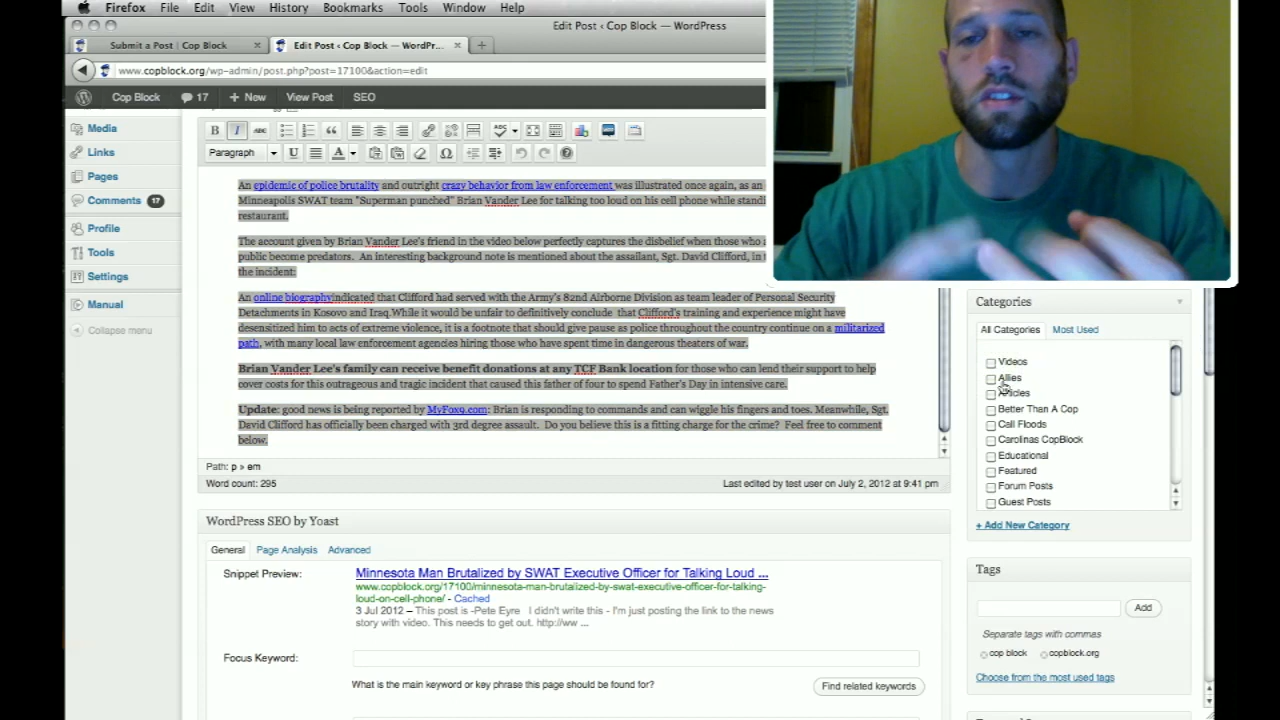 Firefox File Edit View History Bookmarks Tools Window Help
Edit Post ‹ Cop Block — WordPress
Submit a Post | Cop Block
Edit Post ‹ Cop Block — WordPr...
www.copblock.org/wp-admin/post.php?post=17100&action=edit
Cop Block 17 + New View Post SEO
Media
Links
Pages
Comments 17
Profile
Tools
Settings
Manual
Collapse menu
B I ABC
Paragraph U A
An epidemic of police brutality and outright crazy behavior from law enforcement was illustrated once again, as an
Minneapolis SWAT team "Superman punched" Brian Vander Lee for talking too loud on his cell phone while standi
restaurant.
The account given by Brian Vander Lee's friend in the video below perfectly captures the disbelief when those who a
public become predators. An interesting background note is mentioned about the assailant, Sgt. David Clifford, in t
the incident:
An online biographyindicated that Clifford had served with the Army's 82nd Airborne Division as team leader of Personal Security
Detachments in Kosovo and Iraq.While it would be unfair to definitively conclude that Clifford's training and experience might have
desensitized him to acts of extreme violence, it is a footnote that should give pause as police throughout the country continue on a militarized
path, with many local law enforcement agencies hiring those who have spent time in dangerous theaters of war.
Brian Vander Lee's family can receive benefit donations at any TCF Bank location for those who can lend their support to help
cover costs for this outrageous and tragic incident that caused this father of four to spend Father's Day in intensive care.
Update: good news is being reported by MyFox9.com: Brian is responding to commands and can wiggle his fingers and toes. Meanwhile, Sgt.
David Clifford has officially been charged with 3rd degree assault. Do you believe this is a fitting charge for the crime? Feel free to comment
below.
Path: p » em
Word count: 295
Last edited by test user on July 2, 2012 at 9:41 pm
WordPress SEO by Yoast
General Page Analysis Advanced
Snippet Preview:
Minnesota Man Brutalized by SWAT Executive Officer for Talking Loud ...
www.copblock.org/17100/minnesota-man-brutalized-by-swat-executive-officer-for-talking-
loud-on-cell-phone/ - Cached
3 Jul 2012 – This post is -Pete Eyre I didn't write this - I'm just posting the link to the news
story with video. This needs to get out. http://ww ...
Focus Keyword:
What is the main keyword or key phrase this page should be found for?
Find related keywords
Categories
All Categories Most Used
Videos
Allies
Articles
Better Than A Cop
Call Floods
Carolinas CopBlock
Educational
Featured
Forum Posts
Guest Posts
+ Add New Category
Tags
Add
Separate tags with commas
cop block copblock.org
Choose from the most used tags